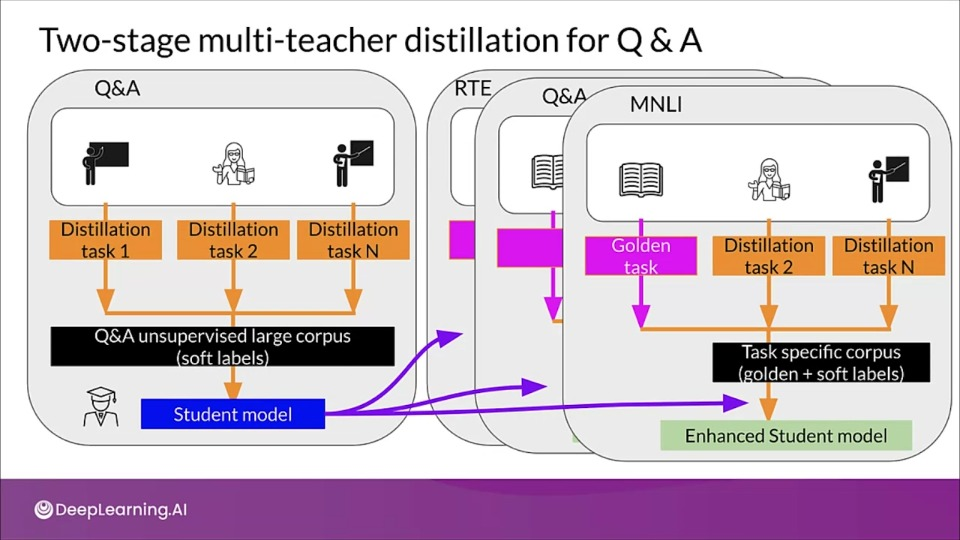 Two-stage multi-teacher distillation for Q & A
Q&A
Distillation
task 1
Distillation
task 2
Distillation
task N
Q&A unsupervised large corpus
(soft labels)
Student model
RTE
Q&A
MNLI
Golden
task
Distillation
task 2
Distillation
task N
Task specific corpus
(golden + soft labels)
Enhanced Student model
DeepLearning.AI